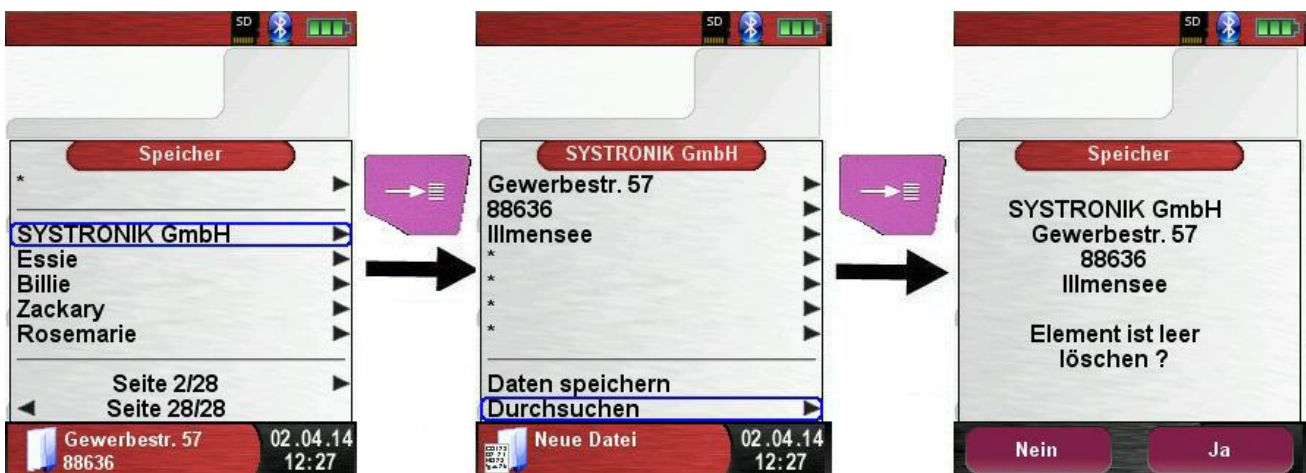 SD
Speicher
*
SYSTRONIK GmbH
Essie
Billie
Zackary
Rosemarie
Seite 2/28
Seite 28/28
Gewerbestr. 57
88636
02.04.14
12:27
SD
SYSTRONIK GmbH
Gewerbestr. 57
88636
Illmensee
*
*
*
*
Daten speichern
Durchsuchen
Neue Datei
02.04.14
12:27
SD
Speicher
SYSTRONIK GmbH
Gewerbestr. 57
88636
Illmensee
Element ist leer
löschen ?
Nein
Ja